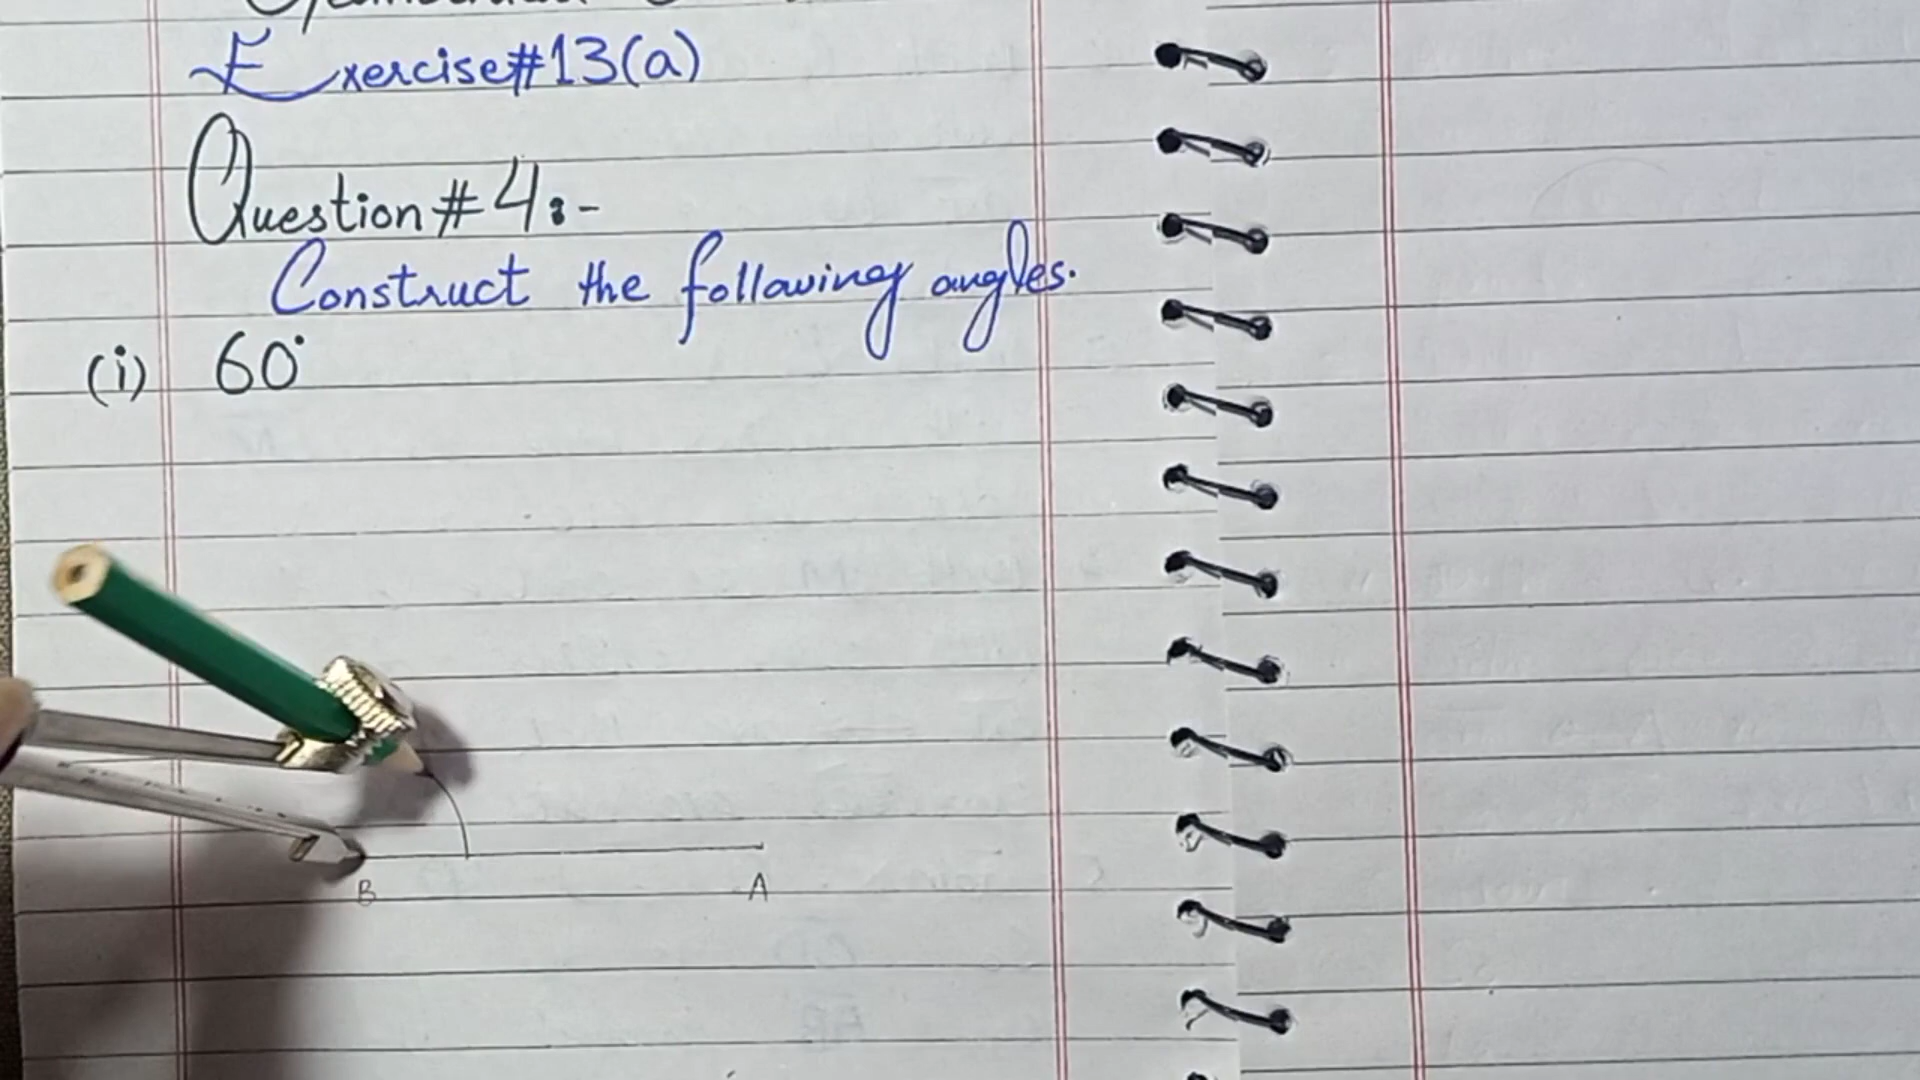 Exercise#13(a)
Question#4:-
Construct the following angles.
(i) 60°
B A